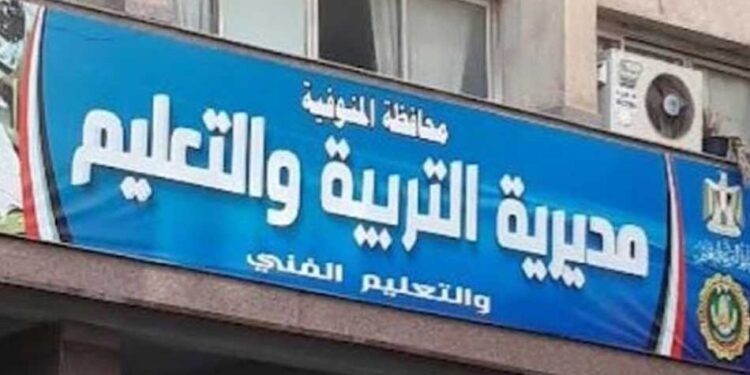 محافظة المنوفية
مديرية التربية والتعليم
والتعليم الفني